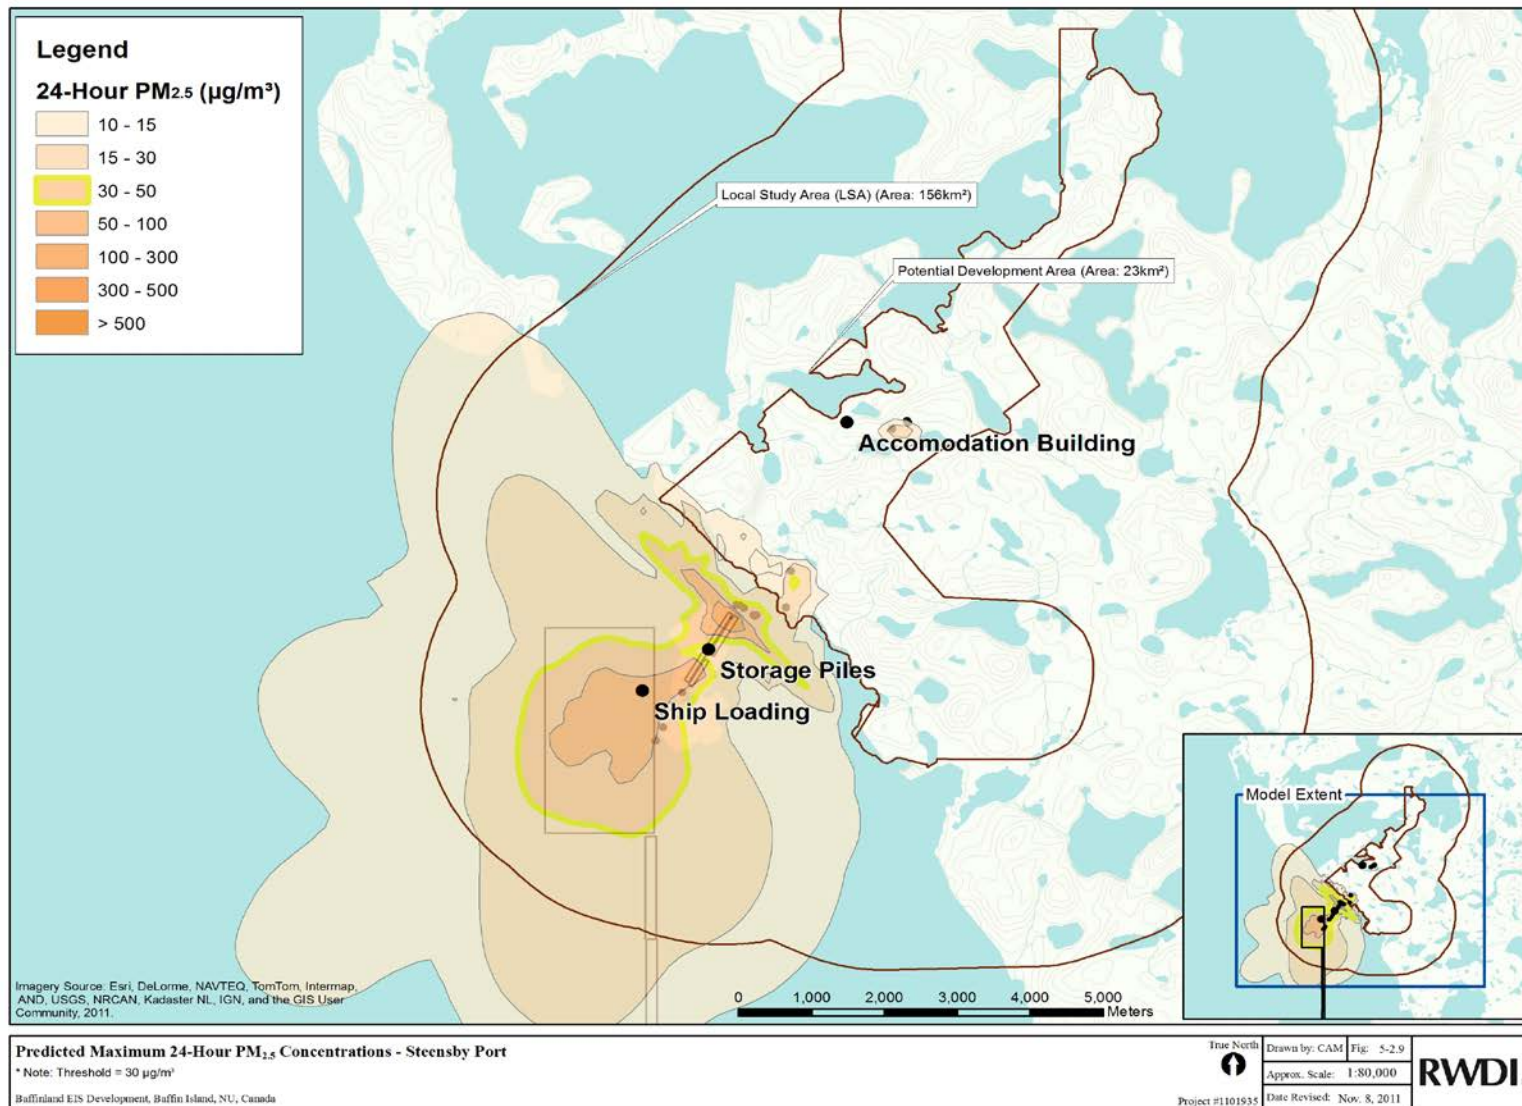 Legend
24-Hour PM2.5 (µg/m³)
10 - 15
15 - 30
30 - 50
50 - 100
100 - 300
300 - 500
> 500
Local Study Area (LSA) (Area: 156km²)
Potential Development Area (Area: 23km²)
Accomodation Building
Storage Piles
Ship Loading
Model Extent
Imagery Source: Esri, DeLorme, NAVTEQ, TomTom, Intermap,
AND, USGS, NRCAN, Kadaster NL, IGN, and the GIS User
Community, 2011.
0 1,000 2,000 3,000 4,000 5,000
Meters
Predicted Maximum 24-Hour PM2.5 Concentrations - Steensby Port
* Note: Threshold = 30 µg/m³
Baffinland EIS Development, Baffin Island, NU, Canada
True North
Project #1101935
Drawn by: CAM Fig: 5-2.9
Approx. Scale: 1:80,000
Date Revised: Nov. 8, 2011
RWDI